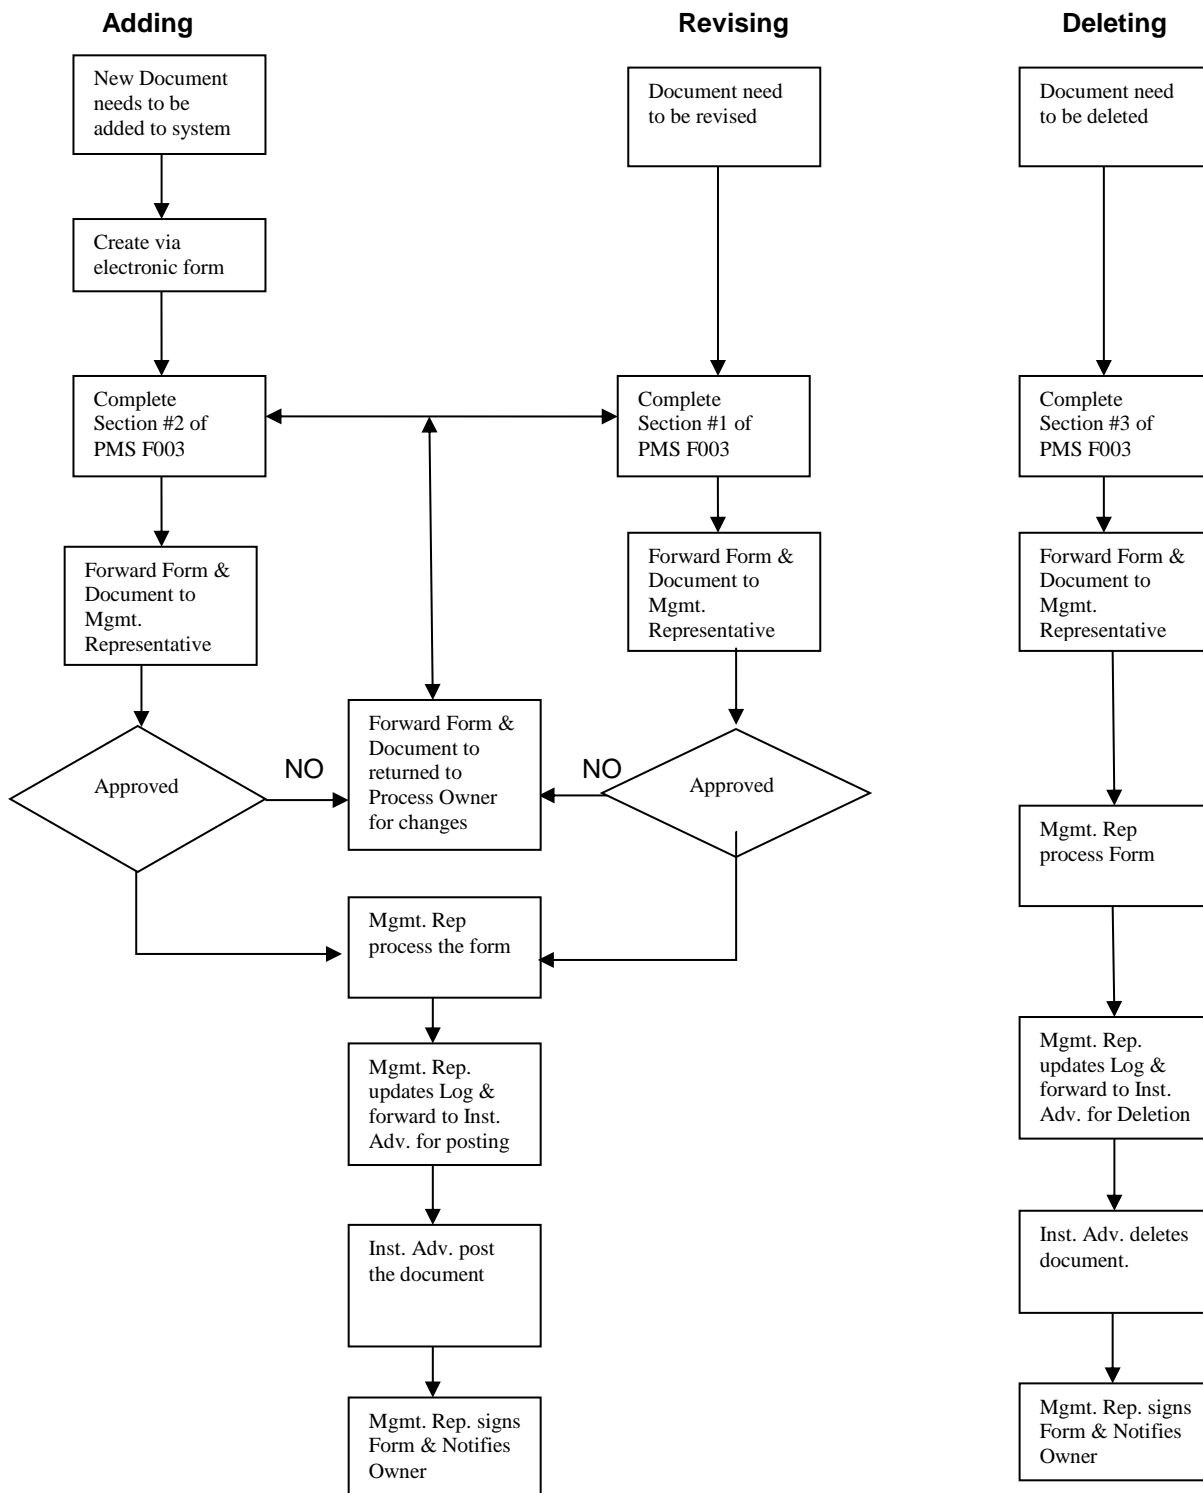 Adding
Revising
Deleting
New Document
needs to be
added to system
Document need
to be revised
Document need
to be deleted
Create via
electronic form
Complete
Section #2 of
PMS F003
Complete
Section #1 of
PMS F003
Complete
Section #3 of
PMS F003
Forward Form &
Document to
Mgmt.
Representative
Forward Form &
Document to
Mgmt.
Representative
Forward Form &
Document to
Mgmt.
Representative
Approved
NO
Forward Form &
Document to
returned to
Process Owner
for changes
NO
Approved
Mgmt. Rep
process Form
Mgmt. Rep
process the form
Mgmt. Rep.
updates Log &
forward to Inst.
Adv. for posting
Mgmt. Rep.
updates Log &
forward to Inst.
Adv. for Deletion
Inst. Adv. post
the document
Inst. Adv. deletes
document.
Mgmt. Rep. signs
Form & Notifies
Owner
Mgmt. Rep. signs
Form & Notifies
Owner